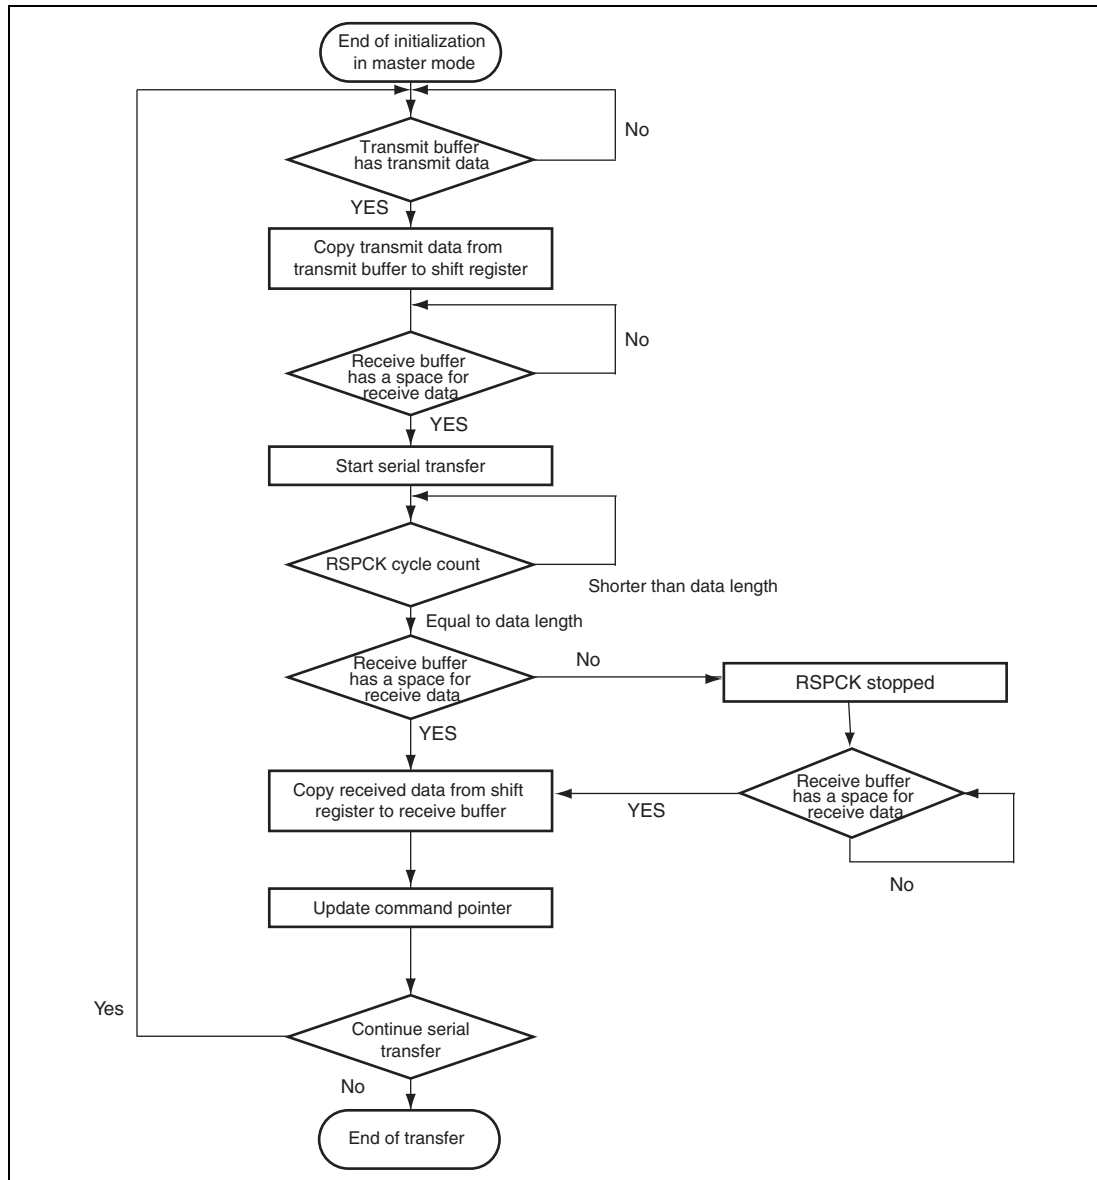 End of initialization
in master mode
No
Transmit buffer
has transmit data
YES
Copy transmit data from
transmit buffer to shift register
No
Receive buffer
has a space for
receive data
YES
Start serial transfer
RSPCK cycle count
Shorter than data length
Equal to data length
Receive buffer
has a space for
receive data
No
RSPCK stopped
YES
Receive buffer
has a space for
receive data
Copy received data from shift
register to receive buffer
YES
No
Update command pointer
Yes
Continue serial
transfer
No
End of transfer